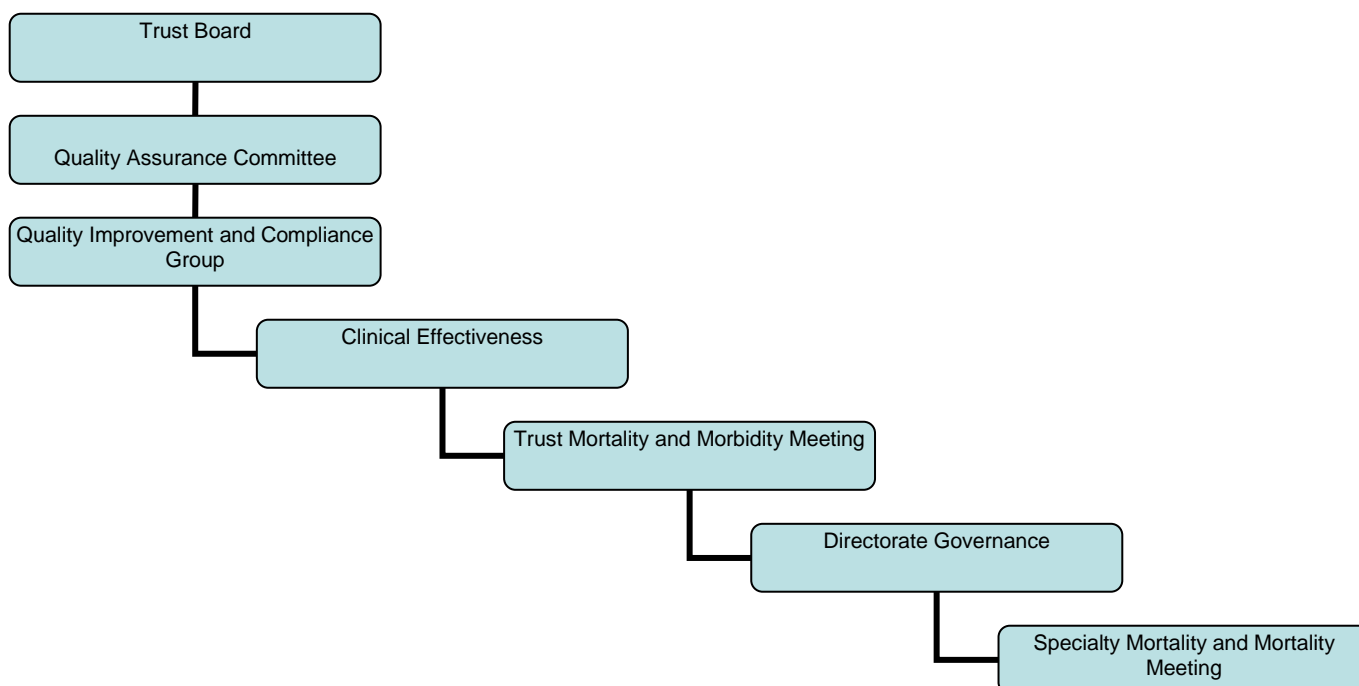 Trust Board
Quality Assurance Committee
Quality Improvement and Compliance
Group
Clinical Effectiveness
Trust Mortality and Morbidity Meeting
Directorate Governance
Specialty Mortality and Mortality
Meeting